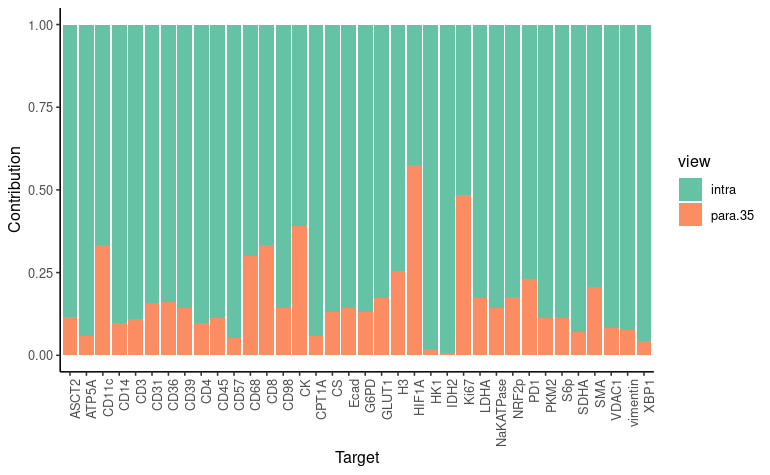 1.00
0.75
0.50
0.25
0.00
Contribution
ASCT2
ATP5A
CD11c
CD14
CD3
CD31
CD36
CD39
CD4
CD45
CD57
CD68
CD8
CD98
CK
CPT1A
CS
Ecad
G6PD
GLUT1
H3
HIF1A
HK1
IDH2
Ki67
LDHA
NaKATPase
NRF2p
PD1
PKM2
S6p
SDHA
SMA
VDAC1
vimentin
XBP1
Target
view
intra
para.35